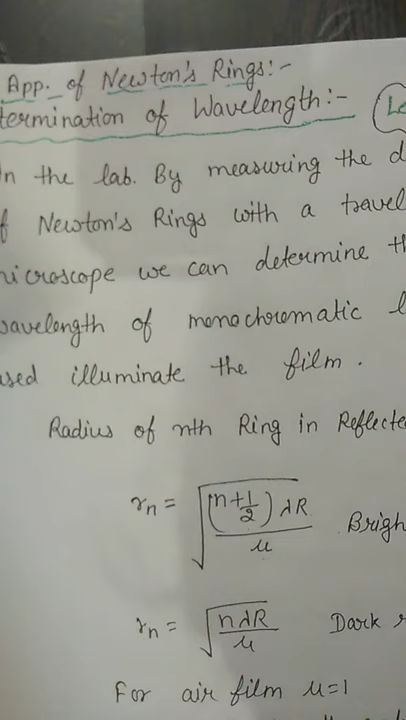 App. of Newton's Rings:-
termination of Wavelength:-
n the lab. By measuring the d
f Newton's Rings with a travel
icroscope we can determine th
wavelength of monochromatic l
used illuminate the film.
Radius of nth Ring in Reflecte
rn = √((n+1/2)λR/μ) Brigh
rn = √(nλR/μ) Dark r
For air film μ=1